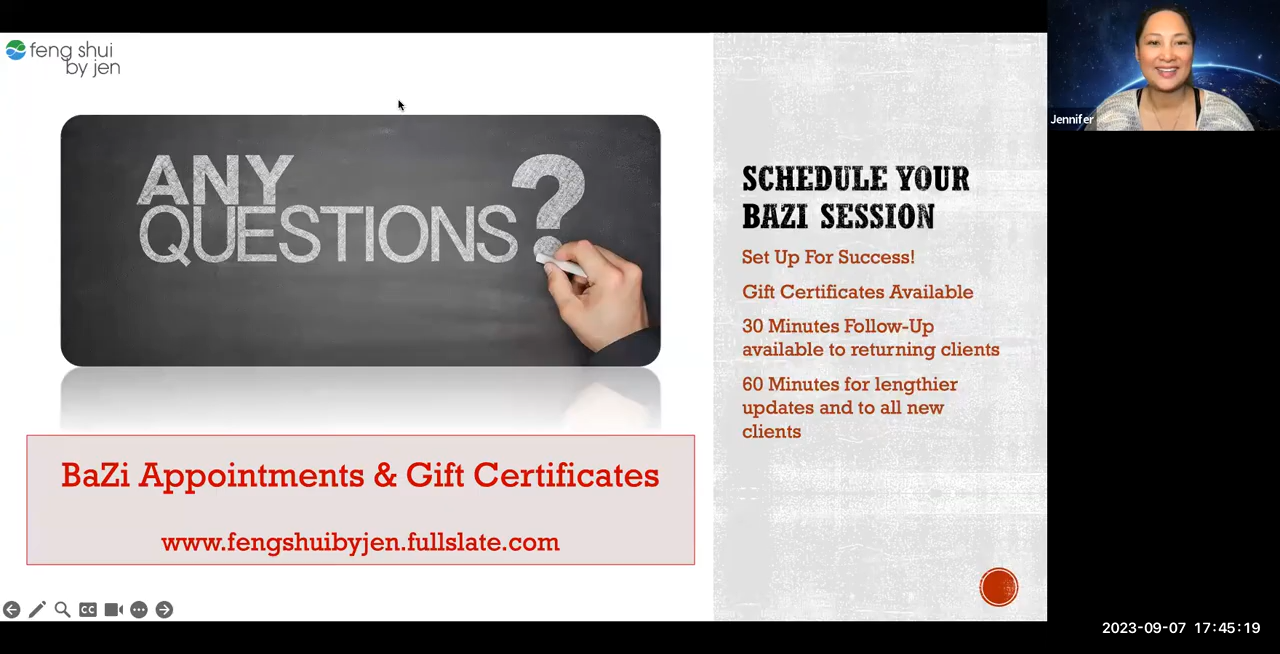 feng shui
by jen
ANY
QUESTIONS?
BaZi Appointments & Gift Certificates
www.fengshuibyjen.fullslate.com
SCHEDULE YOUR
BAZI SESSION
Set Up For Success!
Gift Certificates Available
30 Minutes Follow-Up
available to returning clients
60 Minutes for lengthier
updates and to all new
clients
CC
Jennifer
2023-09-07 17:45:19